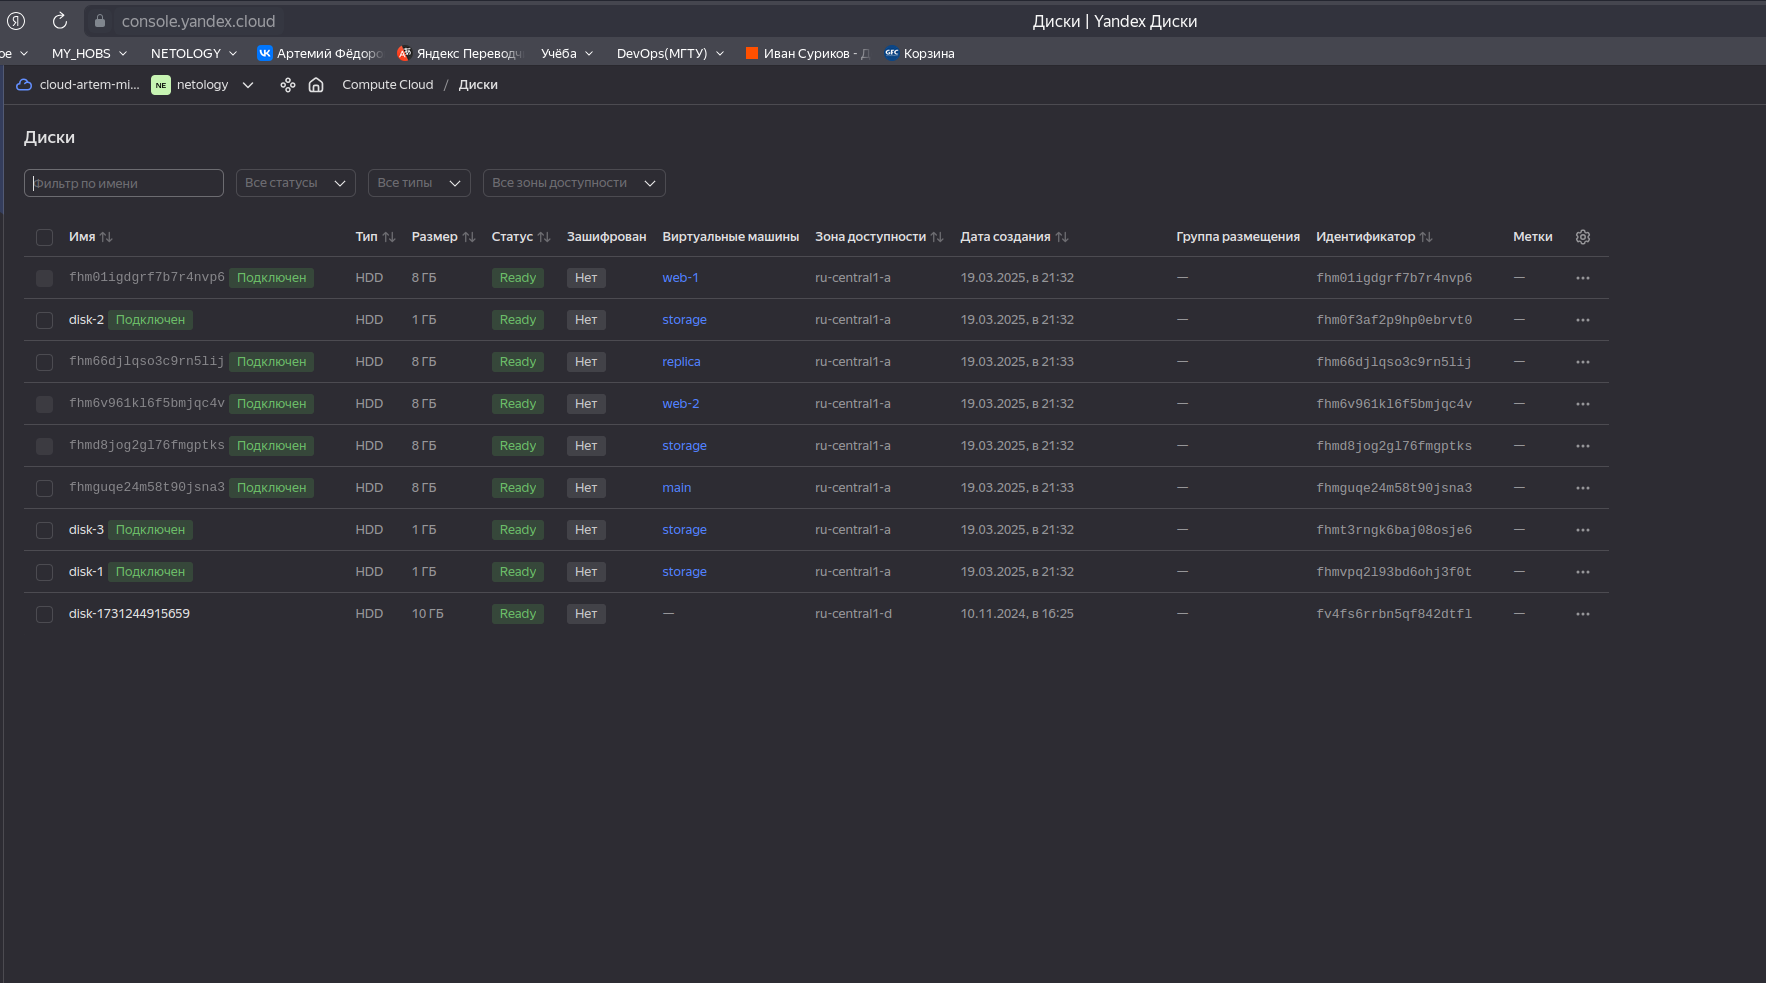 Я console.yandex.cloud Диски | Yandex Диски
ое MY_HOBS NETOLOGY Артемий Фёдоро Яндекс Переводч Учёба DevOps(МГТУ) Иван Суриков - Д GFC Корзина
cloud-artem-mi... NE netology Compute Cloud / Диски
Диски
Фильтр по имени Все статусы Все типы Все зоны доступности
Имя Тип Размер Статус Зашифрован Виртуальные машины Зона доступности Дата создания Группа размещения Идентификатор Метки
fhm01igdgrf7b7r4nvp6 Подключен HDD 8 ГБ Ready Нет web-1 ru-central1-a 19.03.2025, в 21:32 — fhm01igdgrf7b7r4nvp6 —
disk-2 Подключен HDD 1 ГБ Ready Нет storage ru-central1-a 19.03.2025, в 21:32 — fhm0f3af2p9hp0ebrvt0 —
fhm66djlqso3c9rn5lij Подключен HDD 8 ГБ Ready Нет replica ru-central1-a 19.03.2025, в 21:33 — fhm66djlqso3c9rn5lij —
fhm6v961kl6f5bmjqc4v Подключен HDD 8 ГБ Ready Нет web-2 ru-central1-a 19.03.2025, в 21:32 — fhm6v961kl6f5bmjqc4v —
fhmd8jog2gl76fmgptks Подключен HDD 8 ГБ Ready Нет storage ru-central1-a 19.03.2025, в 21:32 — fhmd8jog2gl76fmgptks —
fhmguqe24m58t90jsna3 Подключен HDD 8 ГБ Ready Нет main ru-central1-a 19.03.2025, в 21:33 — fhmguqe24m58t90jsna3 —
disk-3 Подключен HDD 1 ГБ Ready Нет storage ru-central1-a 19.03.2025, в 21:32 — fhmt3rngk6baj08osje6 —
disk-1 Подключен HDD 1 ГБ Ready Нет storage ru-central1-a 19.03.2025, в 21:32 — fhmvpq2l93bd6ohj3f0t —
disk-1731244915659 HDD 10 ГБ Ready Нет — ru-central1-d 10.11.2024, в 16:25 — fv4fs6rrbn5qf842dtfl —